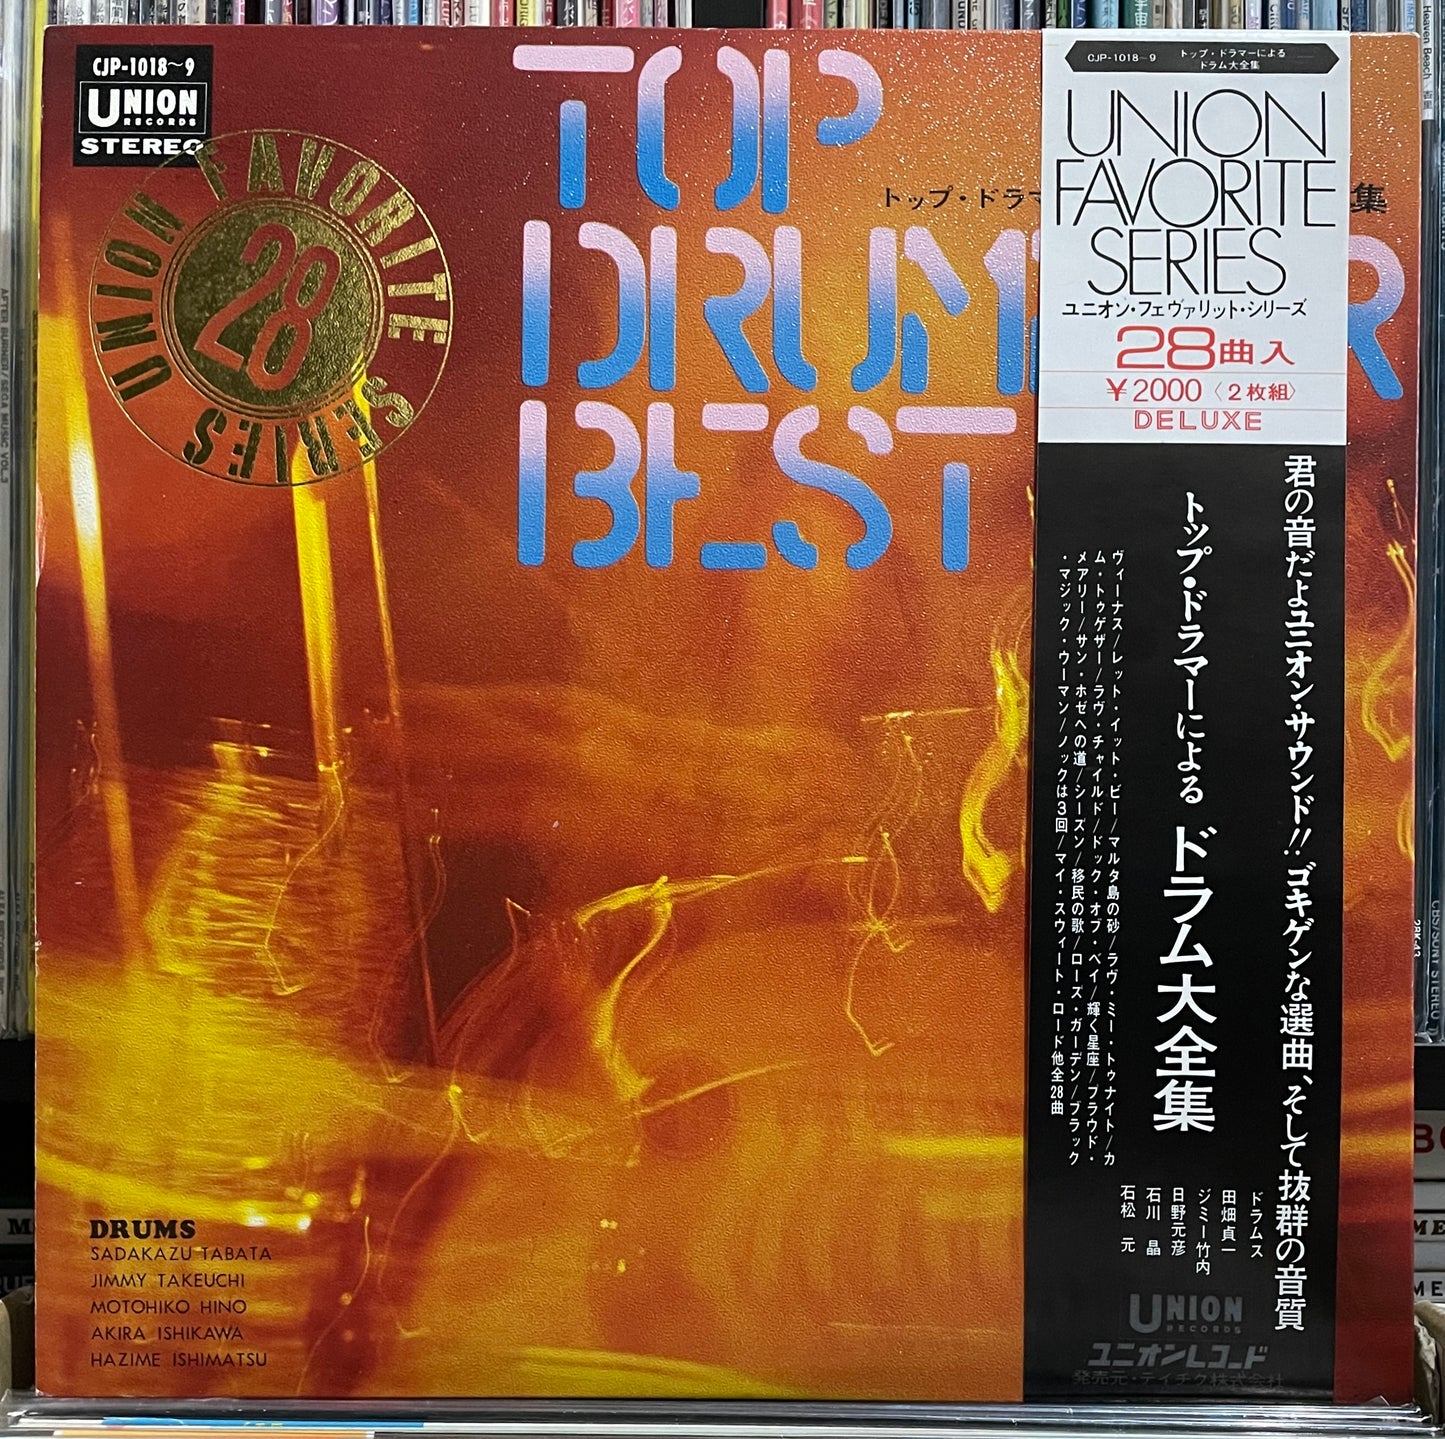 CJP-1018~9
UNION
RECORDS
STEREO
UNION FAVORITE SERIES
28
TOP
トップ・ドラマ
集
DRUM
R
BEST
CJP-1018~9
トップ・ドラマーによる
ドラム大全集
UNION
FAVORITE
SERIES
ユニオン・フェヴァリット・シリーズ
28曲入
¥2000〈2枚組〉
DELUXE
君の音だよユニオン・サウンド!!ゴキゲンな選曲、そして抜群の音質
トップ・ドラマーによる ドラム大全集
ヴィーナス/レット・イット・ビー/マルタ島の砂/ラヴ・ミー・トゥナイト/カ
ム・トゥゲザー/ラヴ・チャイルド/ドック・オブ・ベイ/輝く星座/プラウド・
メアリー/サン・ホゼへの道/シーズン/移民の歌/ローズ・ガーデン/ブラック
・マジック・ウーマン/ノックは3回/マイ・スウィート・ロード他全28曲
ドラムス
田畑貞一
ジミー竹内
日野元彦
石川 晶
石松 元
UNION
RECORDS
ユニオンレコード
発売元・テイチク株式会社
DRUMS
SADAKAZU TABATA
JIMMY TAKEUCHI
MOTOHIKO HINO
AKIRA ISHIKAWA
HAZIME ISHIMATSU
AFTER BURNER/SEGA MUSIC VOL.3
Heaven Beach
CBS/SONY STEREO